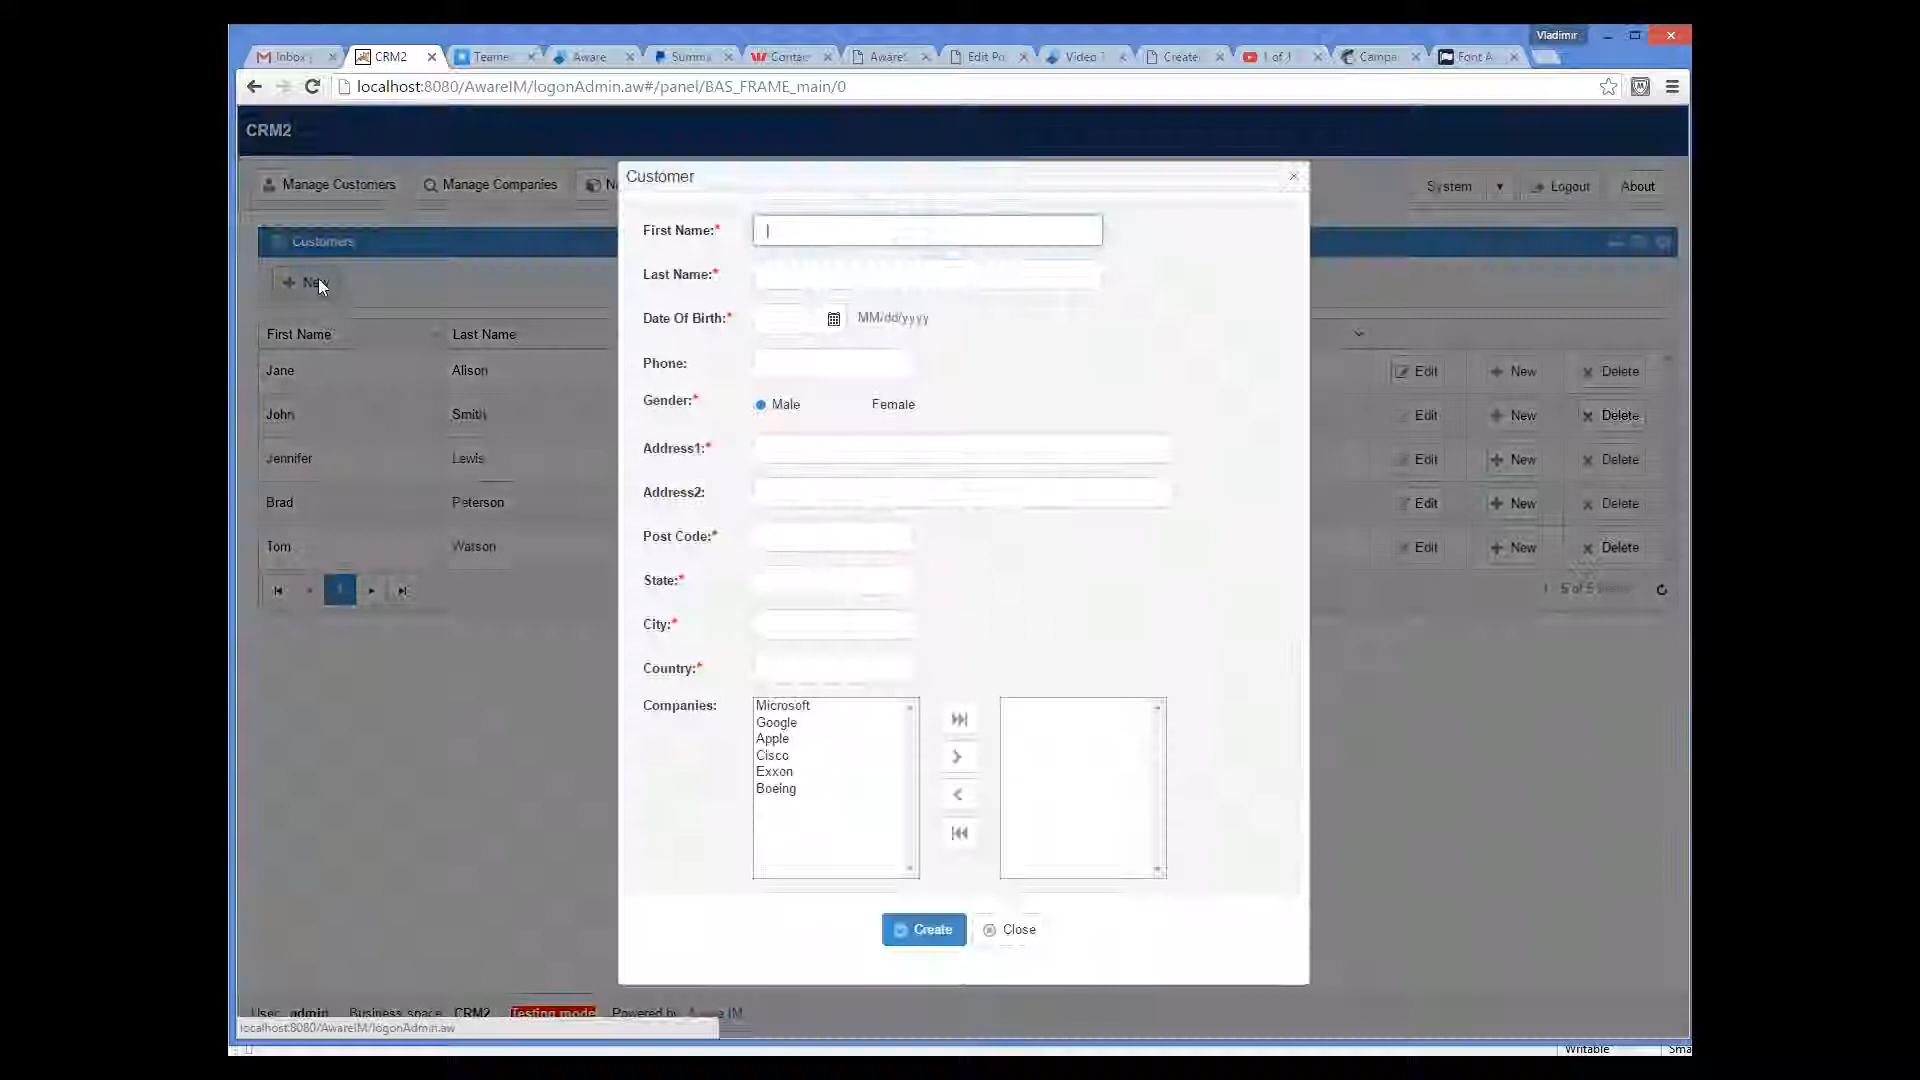 Vladimir
Inbox
CRM2
Teame
Aware
Summa
Contac
AwareS
Edit Po
Video T
Create
1 of 1
Campa
Font A
localhost:8080/AwareIM/logonAdmin.aw#/panel/BAS_FRAME_main/0
CRM2
Manage Customers
Manage Companies
System
Logout
About
Customers
New
First Name
Last Name
Jane Alison Edit New Delete
John Smith Edit New Delete
Jennifer Lewis Edit New Delete
Brad Peterson Edit New Delete
Tom Watson Edit New Delete
1
1 - 5 of 5 items
Customer
First Name:*
Last Name:*
Date Of Birth:* MM/dd/yyyy
Phone:
Gender:* Male Female
Address1:*
Address2:
Post Code:*
State:*
City:*
Country:*
Companies:
Microsoft
Google
Apple
Cisco
Exxon
Boeing
Create
Close
User admin Business space CRM2 Testing mode Powered by Aware IM
localhost:8080/AwareIM/logonAdmin.aw
Writable
Sma